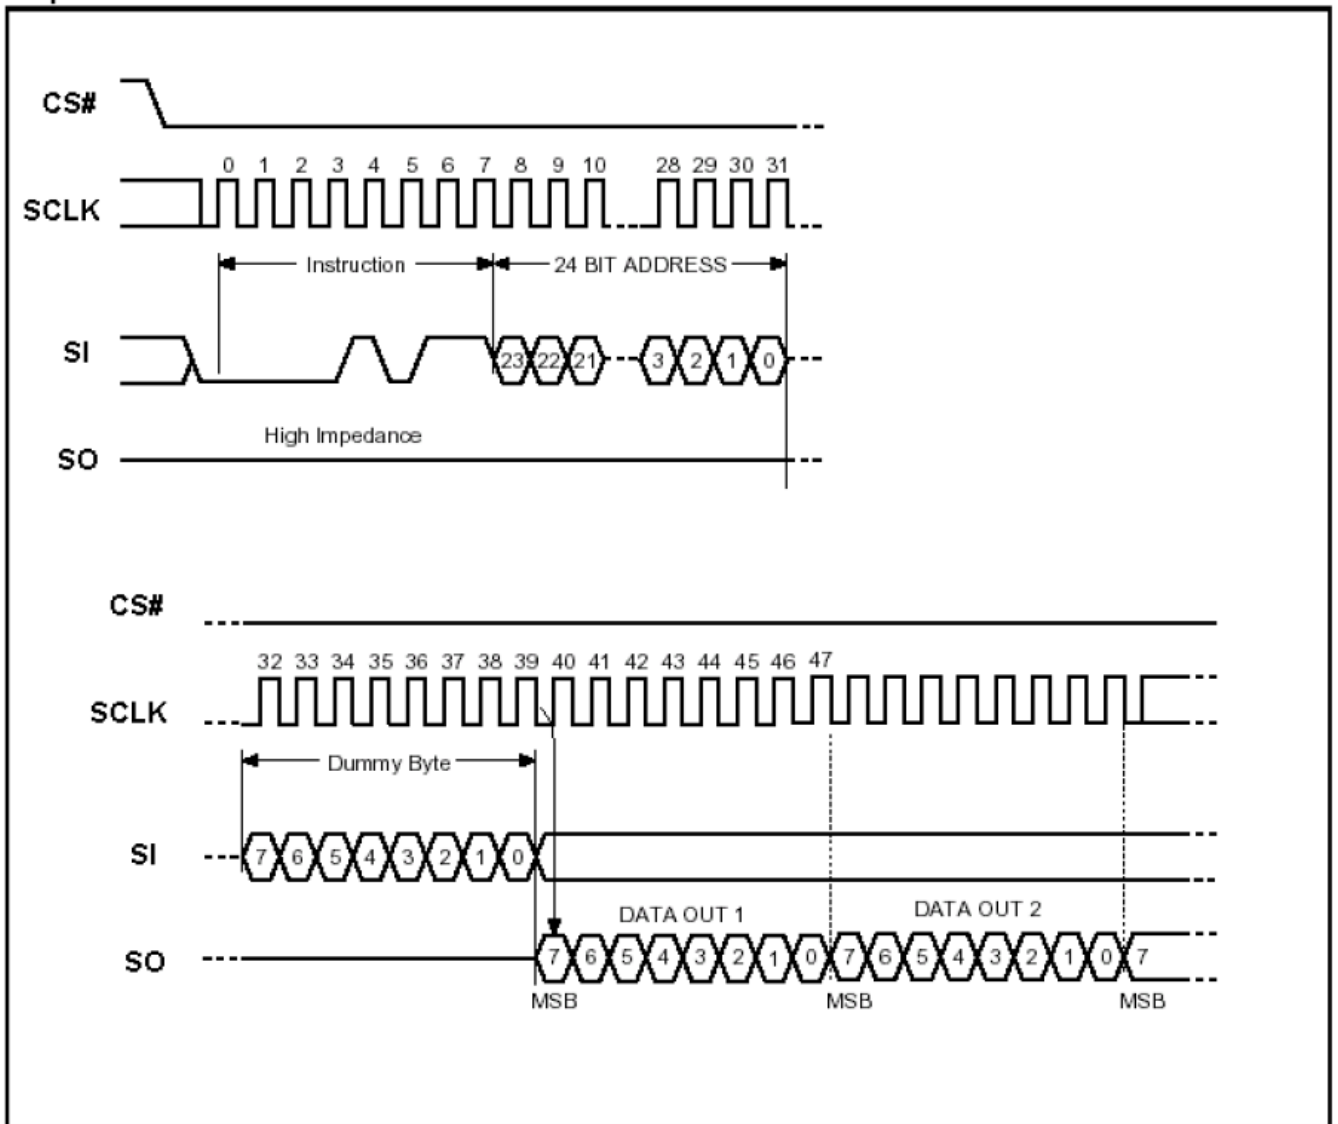 CS#
0 1 2 3 4 5 6 7 8 9 10 28 29 30 31
SCLK
Instruction 24 BIT ADDRESS
SI 23 22 21 3 2 1 0
High Impedance
SO
CS#
32 33 34 35 36 37 38 39 40 41 42 43 44 45 46 47
SCLK
Dummy Byte
SI 7 6 5 4 3 2 1 0
DATA OUT 1 DATA OUT 2
SO 7 6 5 4 3 2 1 0 7 6 5 4 3 2 1 0 7
MSB MSB MSB